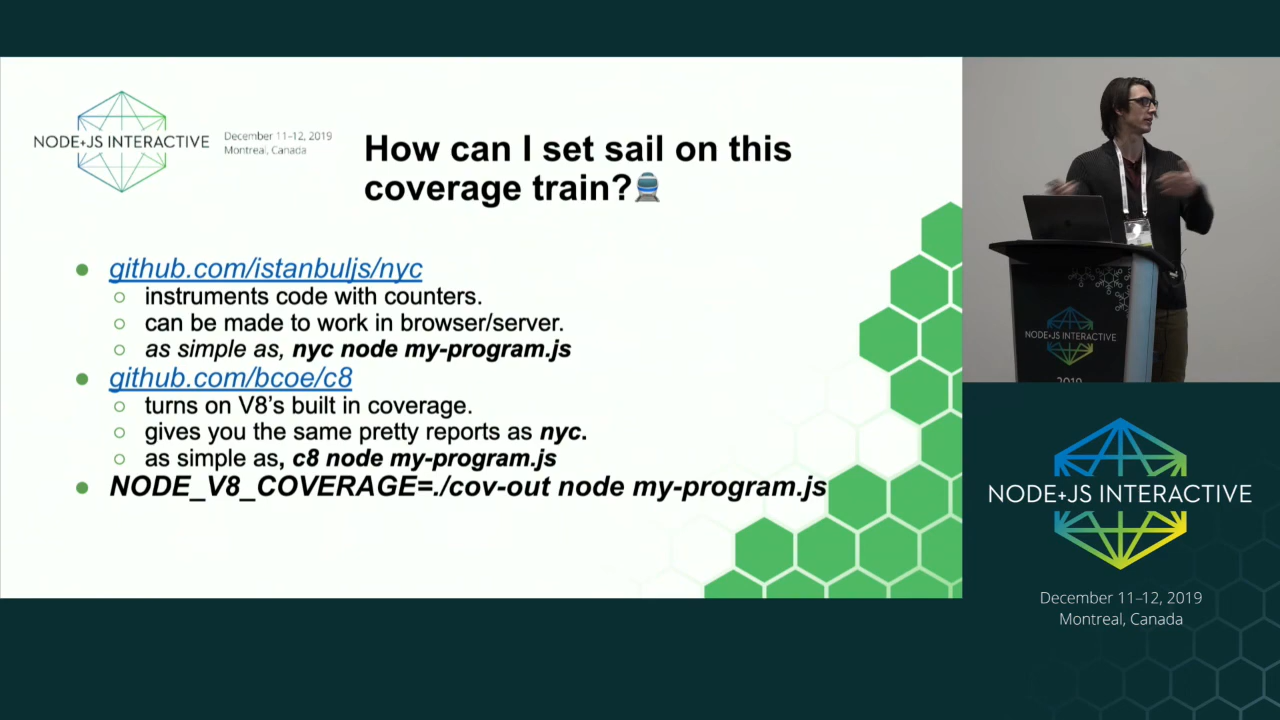 NODE+JS INTERACTIVE
December 11–12, 2019
Montreal, Canada
How can I set sail on this
coverage train?🚆
● github.com/istanbuljs/nyc
○ instruments code with counters.
○ can be made to work in browser/server.
○ as simple as, nyc node my-program.js
● github.com/bcoe/c8
○ turns on V8’s built in coverage.
○ gives you the same pretty reports as nyc.
○ as simple as, c8 node my-program.js
● NODE_V8_COVERAGE=./cov-out node my-program.js
NODE+JS INTERACTIVE
2019
NODE+JS INTERACTIVE
December 11–12, 2019
Montreal, Canada